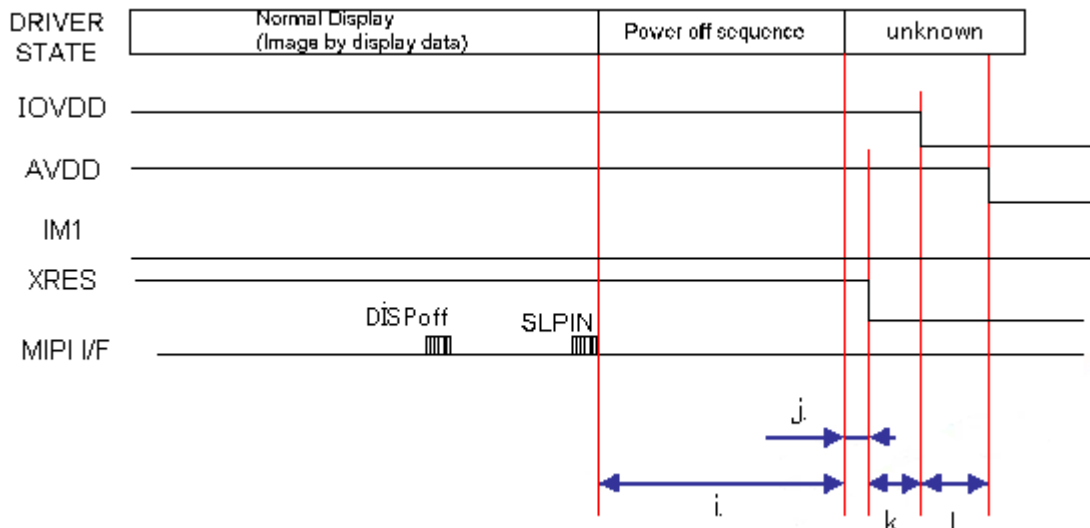 DRIVER STATE
Normal Display
(Image by display data)
Power off sequence
unknown
IOVDD
AVDD
IM1
XRES
DISPoff
SLPIN
MIPI I/F
j.
i.
k
l